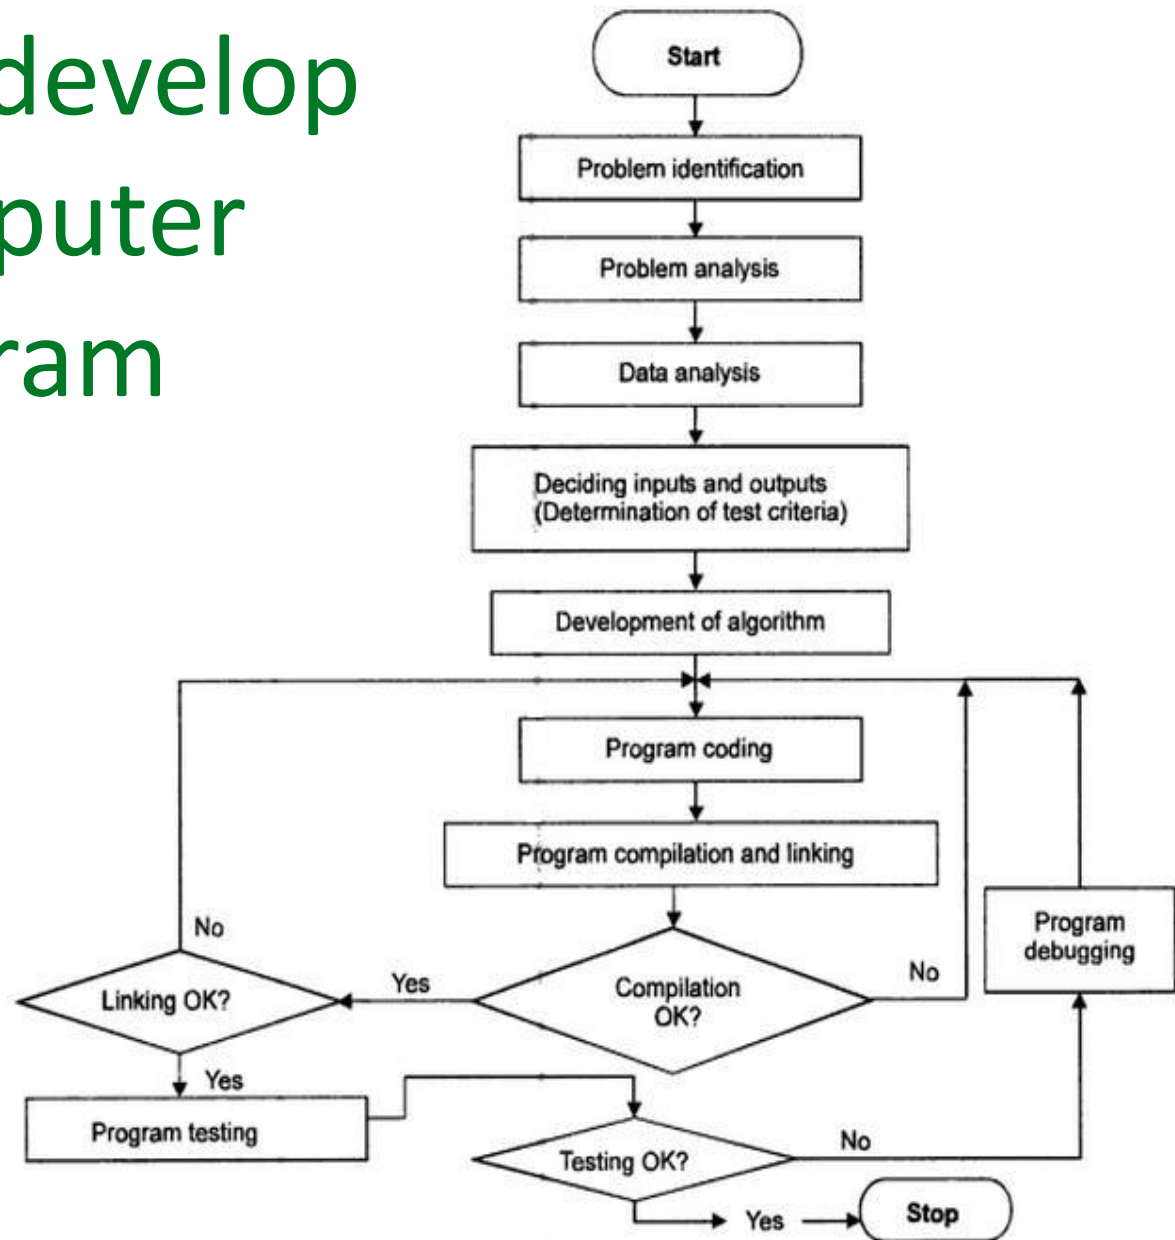 develop
puter
ram
Start
Problem identification
Problem analysis
Data analysis
Deciding inputs and outputs
(Determination of test criteria)
Development of algorithm
Program coding
Program compilation and linking
No
Program
debugging
Linking OK?
Yes
Compilation
OK?
No
Yes
Program testing
Testing OK?
No
Yes
Stop